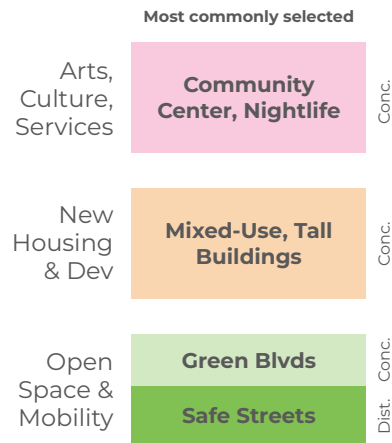 Most commonly selected
Arts,
Culture,
Services
Community
Center, Nightlife
Conc.
New
Housing
& Dev
Mixed-Use, Tall
Buildings
Conc.
Open
Space &
Mobility
Green Blvds
Conc.
Safe Streets
Dist.